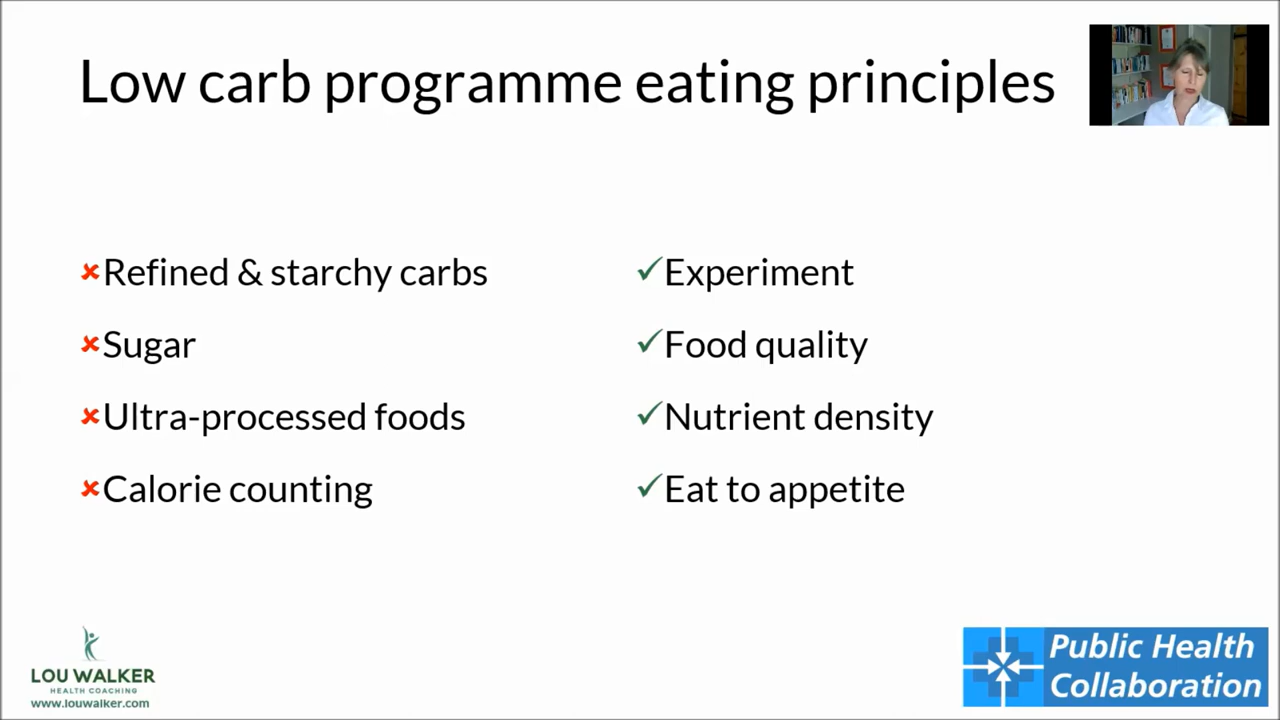 Low carb programme eating principles
Refined & starchy carbs
Sugar
Ultra-processed foods
Calorie counting
Experiment
Food quality
Nutrient density
Eat to appetite
LOU WALKER
HEALTH COACHING
www.louwalker.com
Public Health
Collaboration